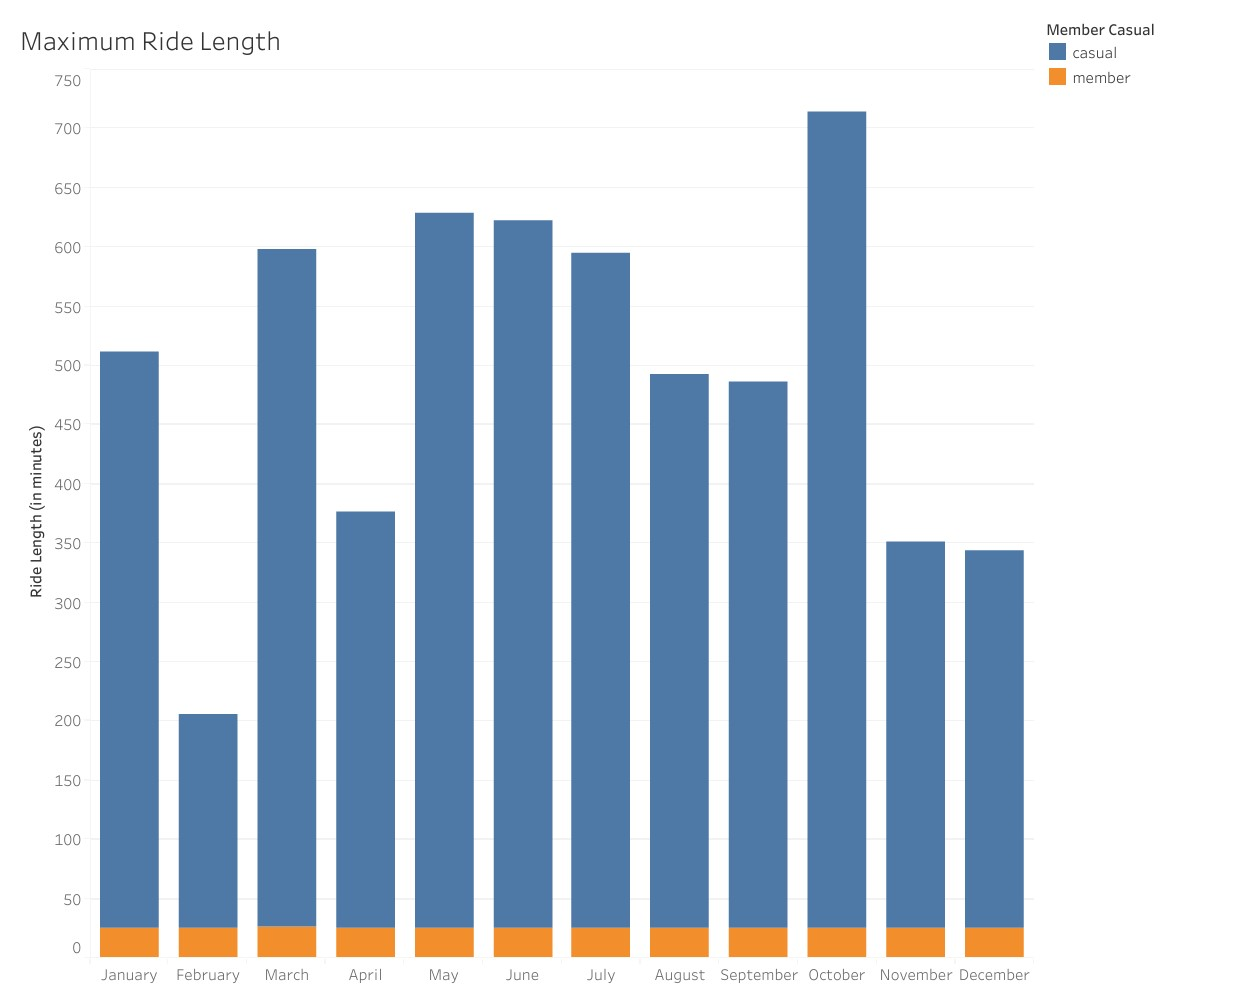 Maximum Ride Length
Member Casual
casual
member
750
700
650
600
550
500
450
400
350
300
250
200
150
100
50
0
Ride Length (in minutes)
January February March April May June July August September October November December